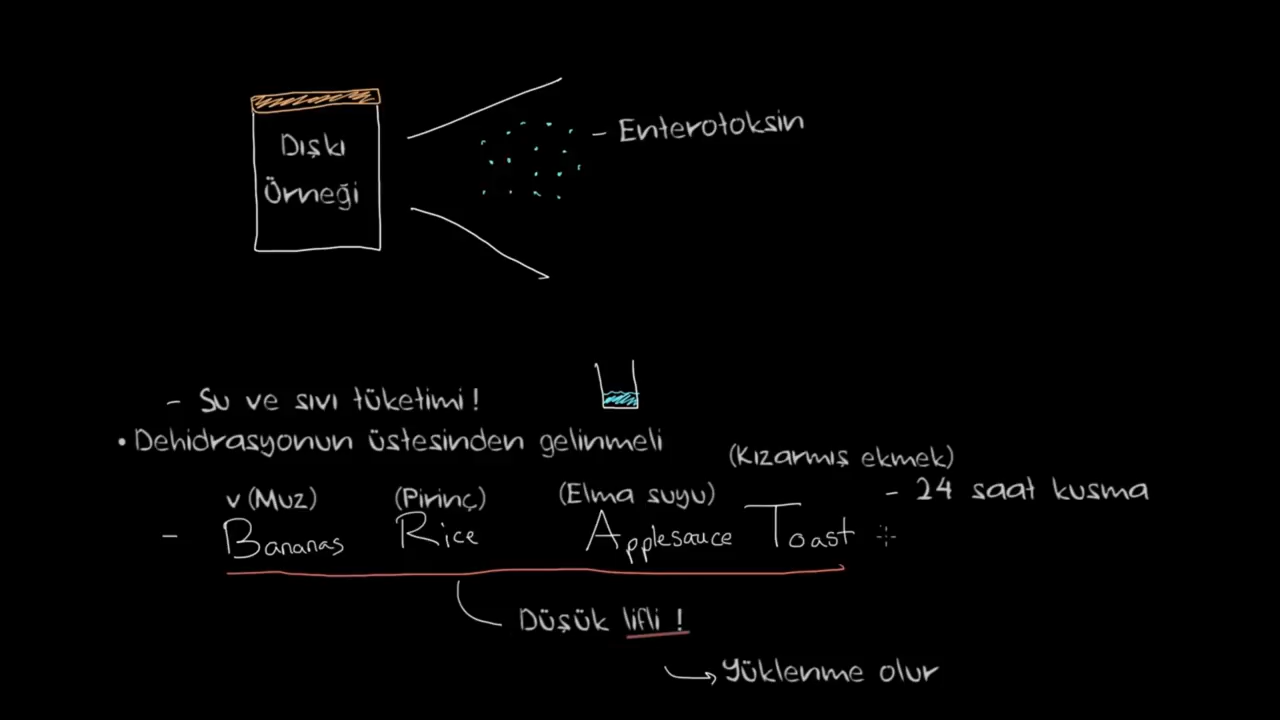 Dışkı
Örneği
- Enterotoksin
- Su ve sıvı tüketimi!
• Dehidrasyonun üstesinden gelinmeli
(Kızarmış ekmek)
- 24 saat kusma
v (Muz) (Pirinç) (Elma suyu)
- Bananas Rice Applesauce Toast
Düşük lifli!
Yüklenme olur